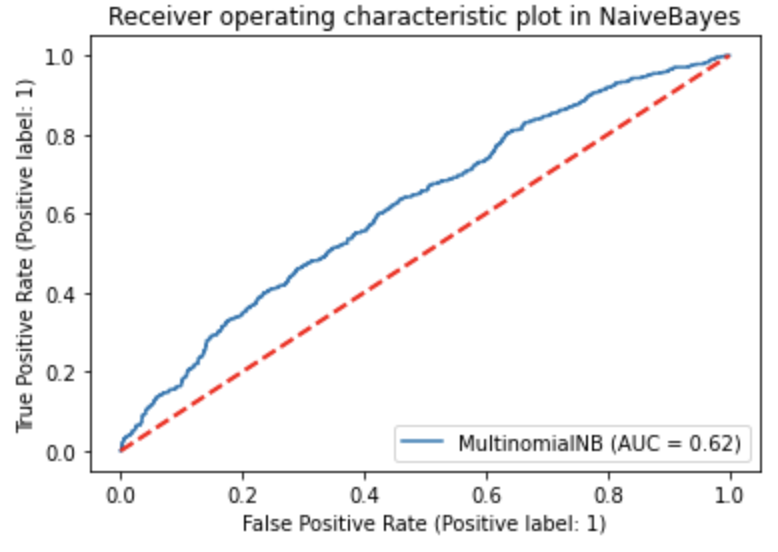 Receiver operating characteristic plot in NaiveBayes
True Positive Rate (Positive label: 1)
1.0
0.8
0.6
0.4
0.2
0.0
MultinomialNB (AUC = 0.62)
0.0 0.2 0.4 0.6 0.8 1.0
False Positive Rate (Positive label: 1)